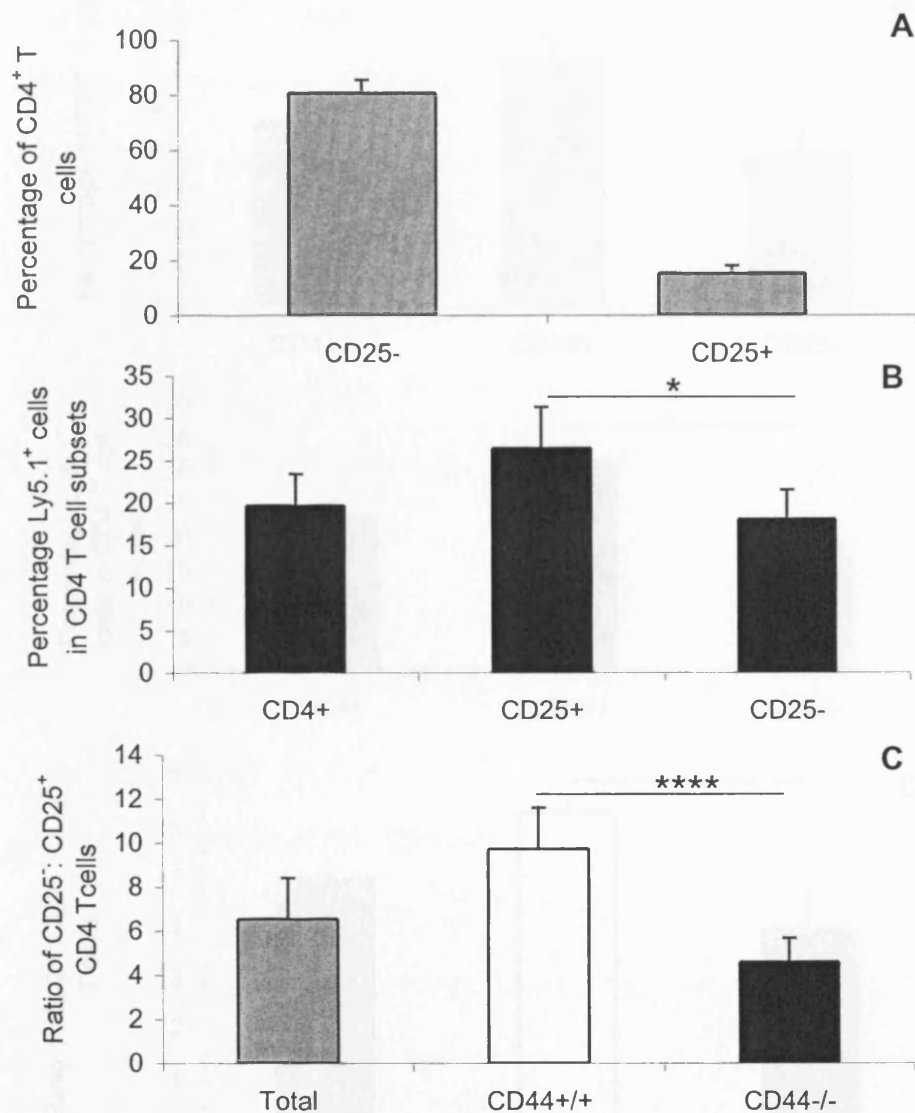 A
Percentage of CD4⁺ T
cells
100
80
60
40
20
0
CD25-
CD25+
B
Percentage Ly5.1⁺ cells
in CD4 T cell subsets
35
30
25
20
15
10
5
0
*
CD4+
CD25+
CD25-
C
Ratio of CD25⁻: CD25⁺
CD4 Tcells
14
12
10
8
6
4
2
0
****
Total
CD44+/+
CD44-/-